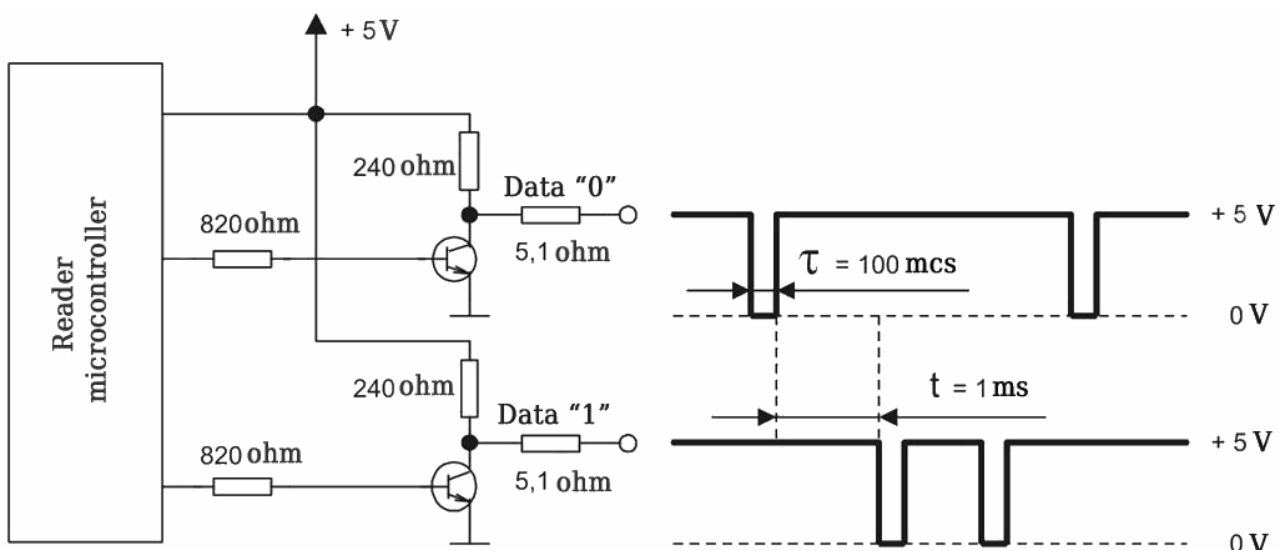 + 5 V
Reader
microcontroller
240 ohm
Data "0"
820 ohm
5,1 ohm
+ 5 V
τ = 100 mcs
0 V
240 ohm
Data "1"
t = 1 ms
820 ohm
5,1 ohm
+ 5 V
0 V